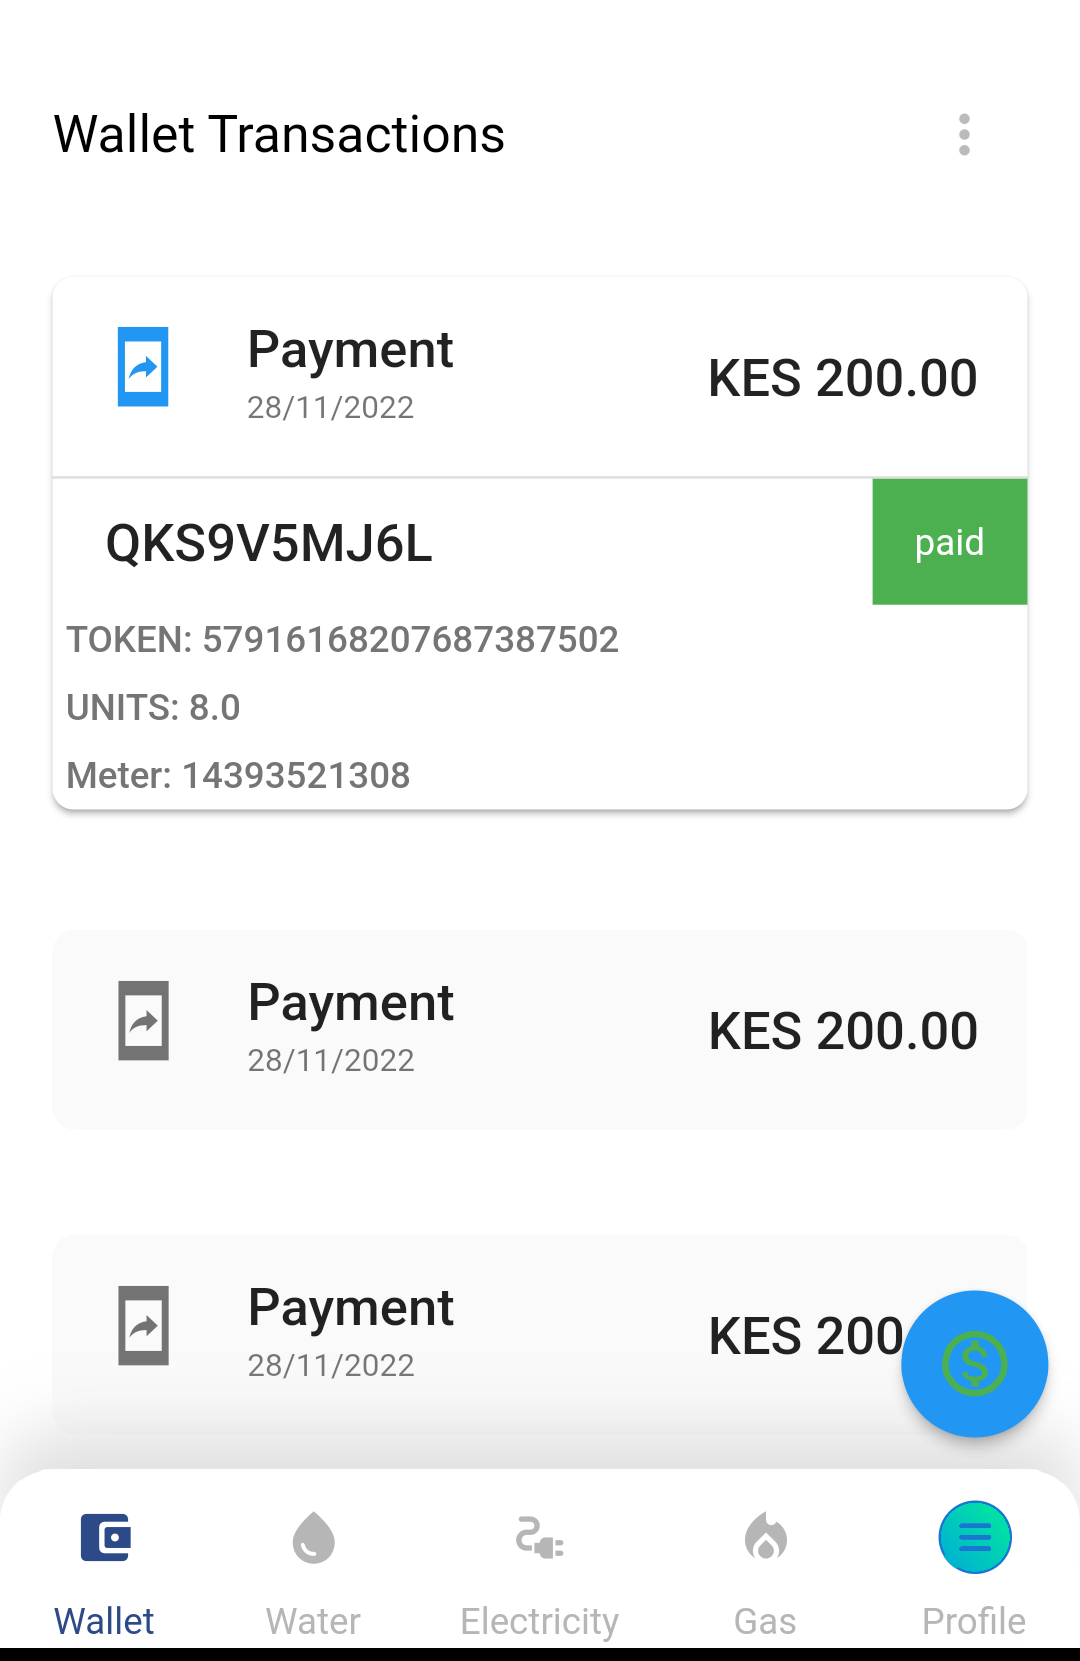 Wallet Transactions
Payment
28/11/2022
KES 200.00
QKS9V5MJ6L
paid
TOKEN: 57916168207687387502
UNITS: 8.0
Meter: 14393521308
Payment
28/11/2022
KES 200.00
Payment
28/11/2022
KES 200
Wallet
Water
Electricity
Gas
Profile